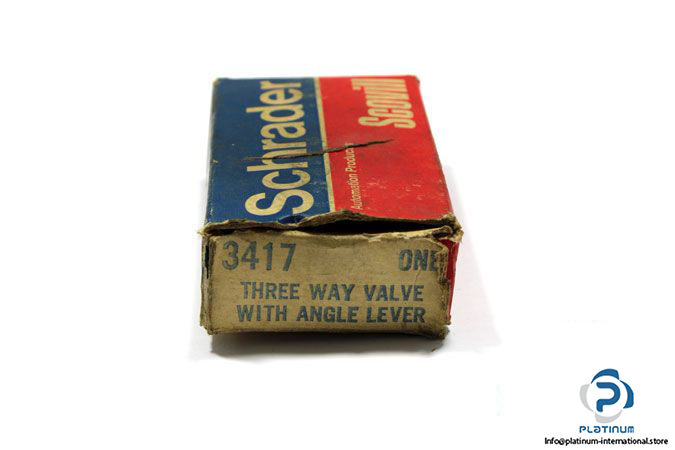 Schrader
Scovill
Automation Products
3417 ONE
THREE WAY VALVE
WITH ANGLE LEVER
PLATINUM
Info@platinum-international.store